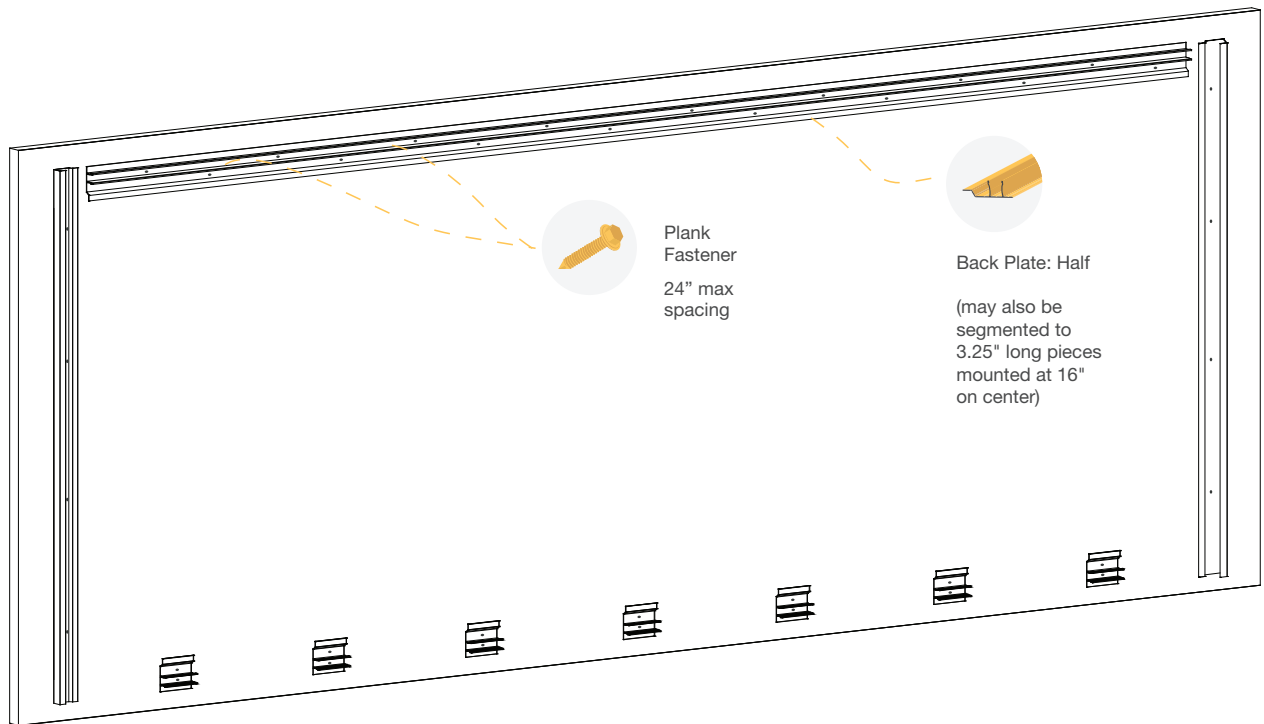 Plank
Fastener
24” max
spacing
Back Plate: Half
(may also be
segmented to
3.25" long pieces
mounted at 16"
on center)